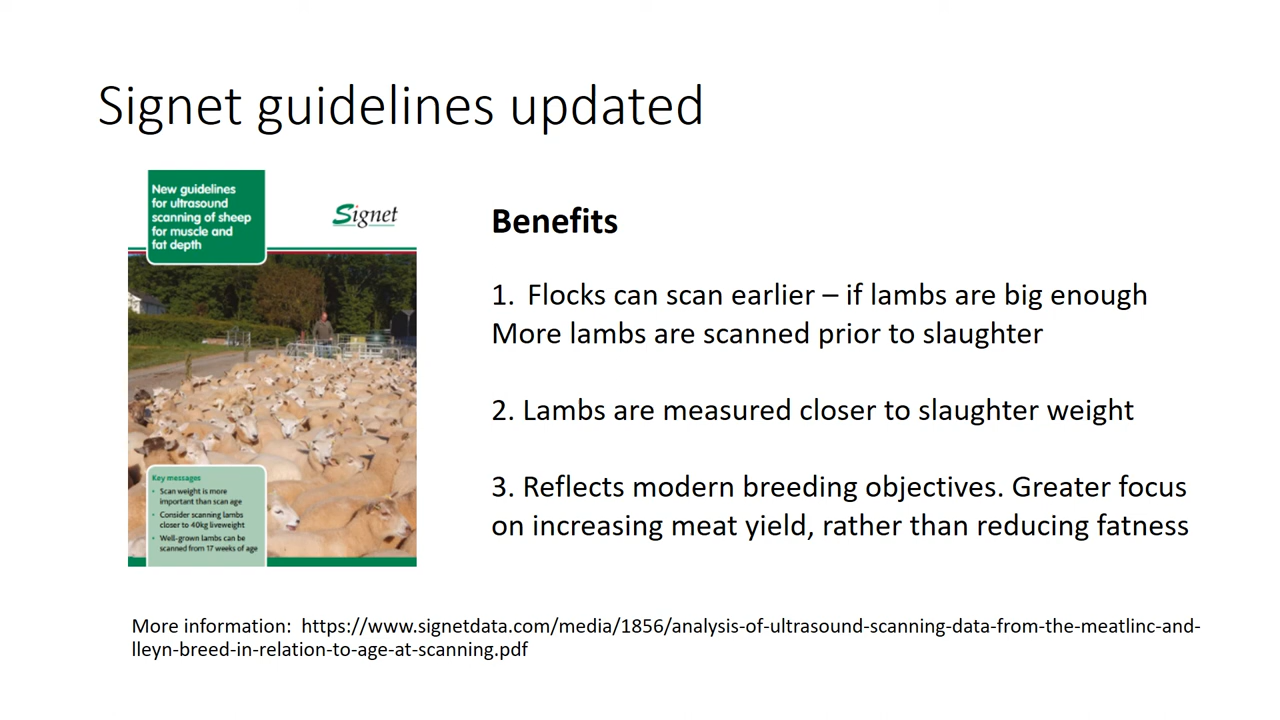 Signet guidelines updated
New guidelines
for ultrasound
scanning of sheep
for muscle and
fat depth
Signet
Key messages
• Scan weight is more
important than scan age
• Consider scanning lambs
closer to 40kg liveweight
• Well-grown lambs can be
scanned from 17 weeks of age
Benefits
1. Flocks can scan earlier – if lambs are big enough
More lambs are scanned prior to slaughter
2. Lambs are measured closer to slaughter weight
3. Reflects modern breeding objectives. Greater focus
on increasing meat yield, rather than reducing fatness
More information: https://www.signetdata.com/media/1856/analysis-of-ultrasound-scanning-data-from-the-meatlinc-and-
lleyn-breed-in-relation-to-age-at-scanning.pdf